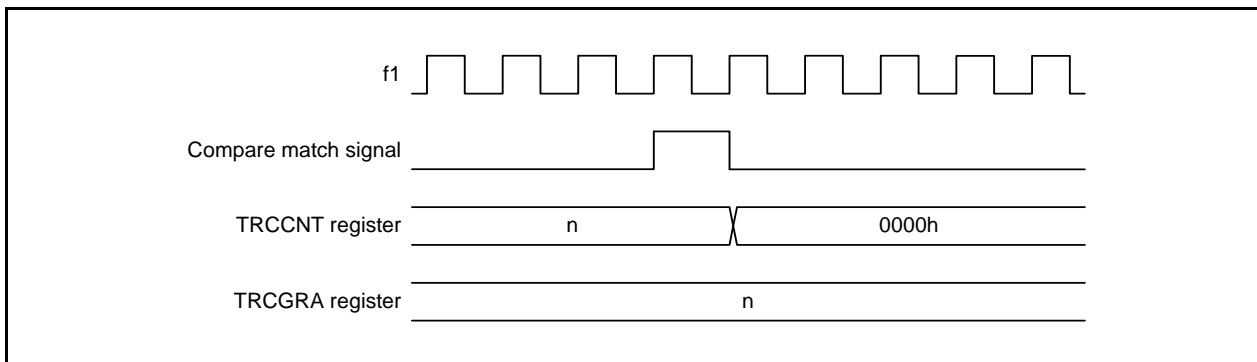 f1
Compare match signal
TRCCNT register
n
0000h
TRCGRA register
n